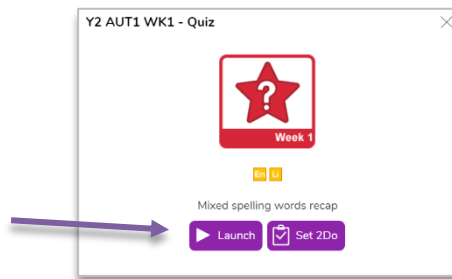 Y2 AUT1 WK1 - Quiz
?
Week 1
En Li
Mixed spelling words recap
Launch Set 2Do